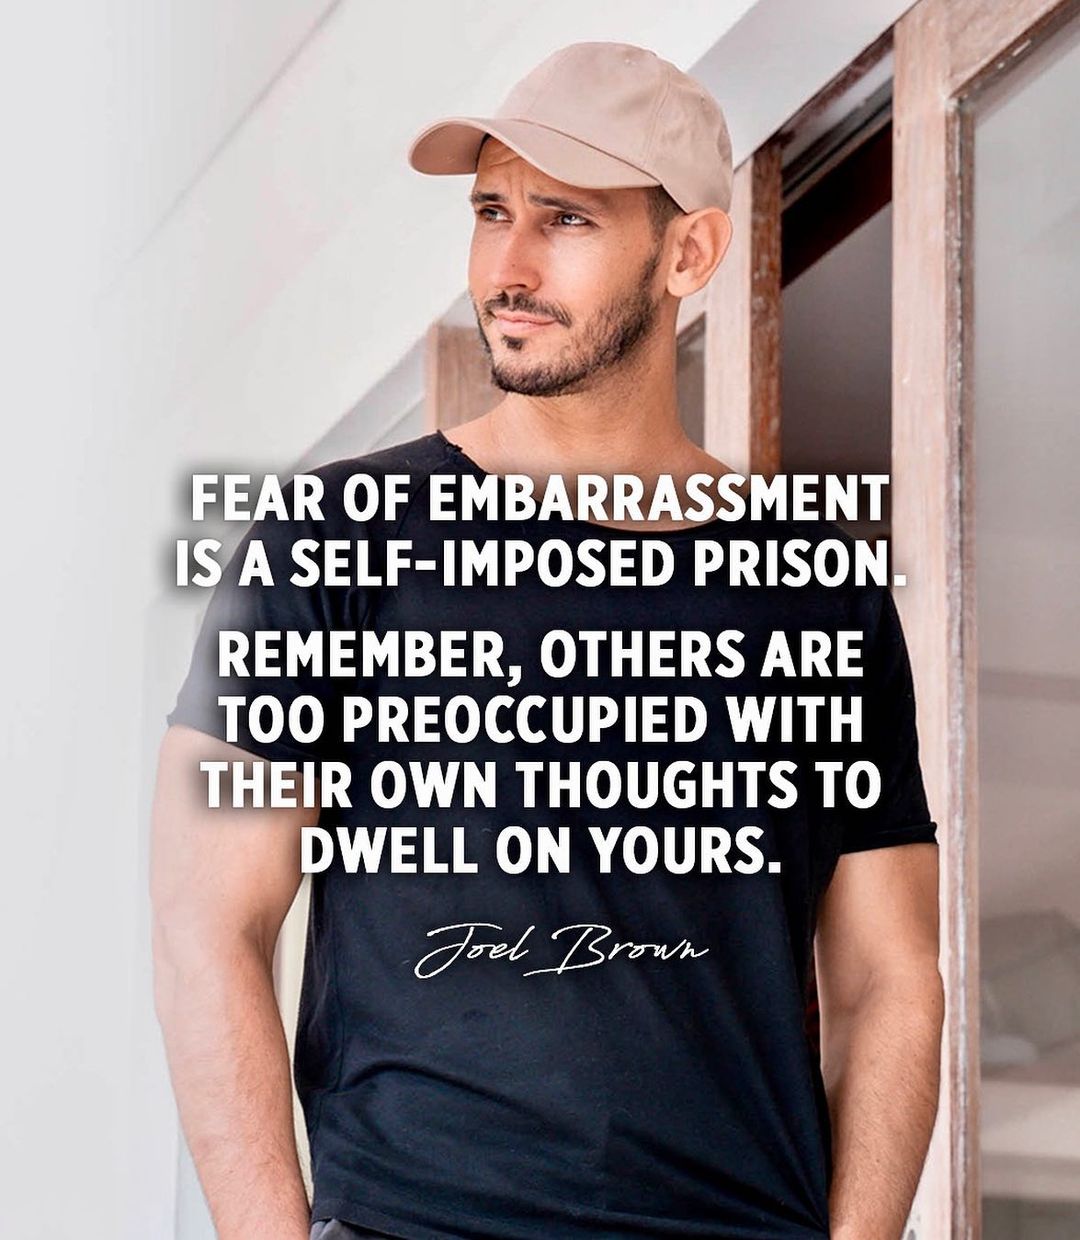 FEAR OF EMBARRASSMENT
IS A SELF-IMPOSED PRISON.
REMEMBER, OTHERS ARE
TOO PREOCCUPIED WITH
THEIR OWN THOUGHTS TO
DWELL ON YOURS.
Joel Brown